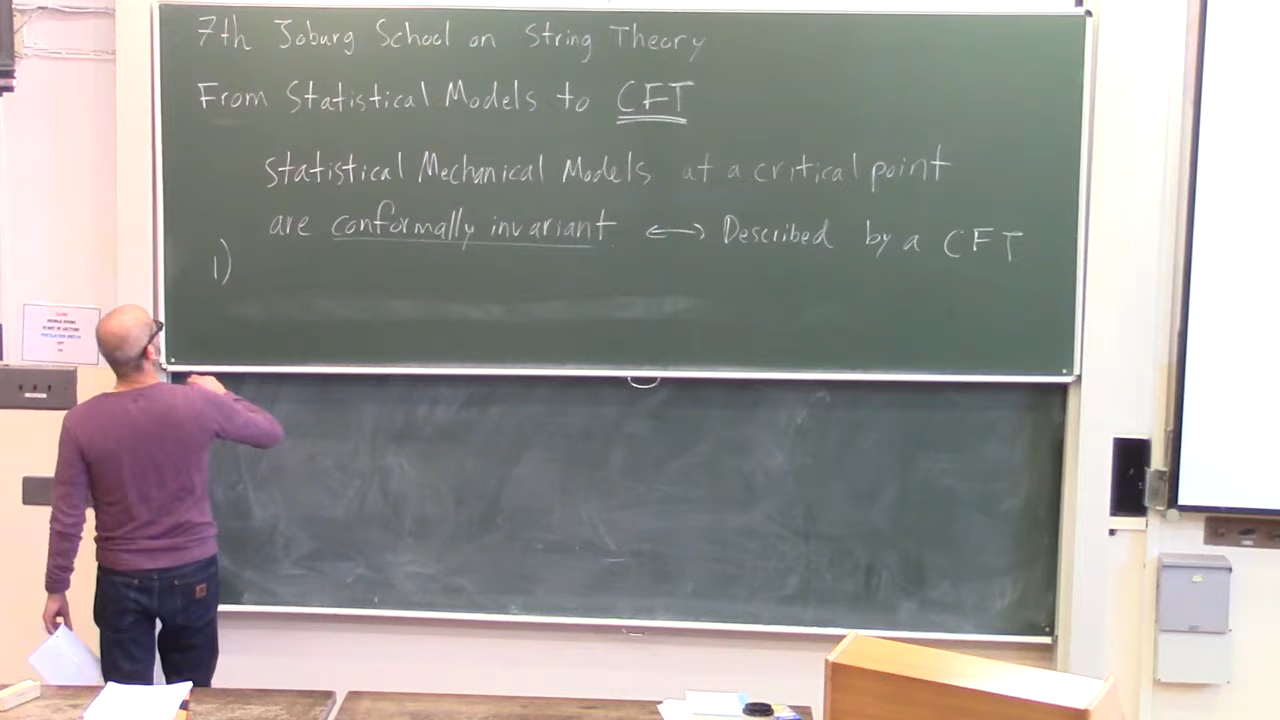 7th Joburg School on String Theory
From Statistical Models to CFT
Statistical Mechanical Models at a critical point
are conformally invariant ⟷ Described by a CFT
1)